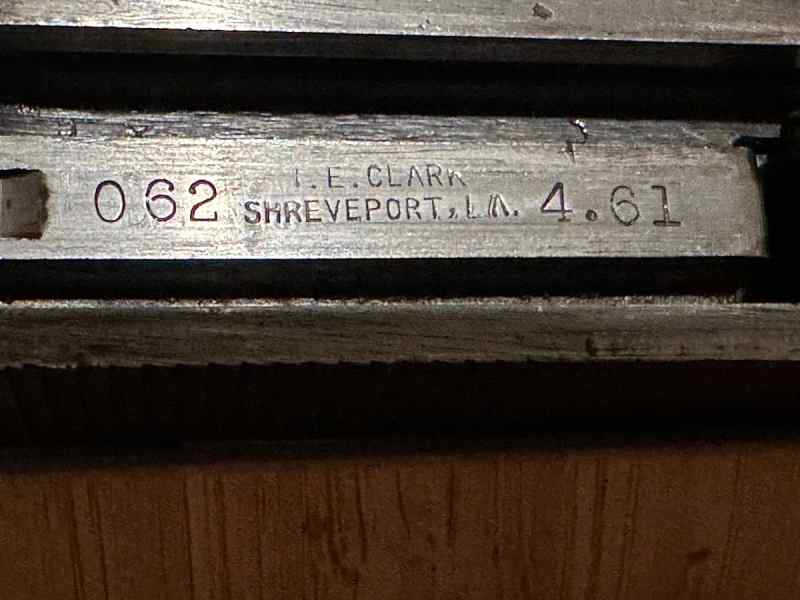 J. E. CLARK
062 SHREVEPORT, LA. 4.61